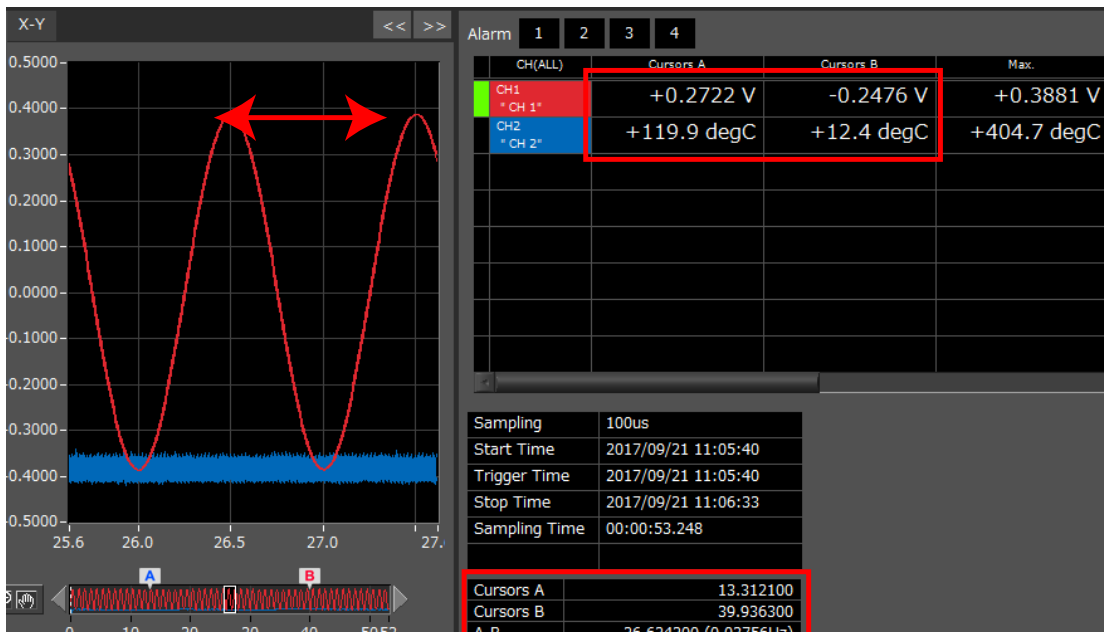 X-Y << >>
Alarm 1 2 3 4
CH(ALL) Cursors A Cursors B Max.
CH1 +0.2722 V -0.2476 V +0.3881 V
" CH 1"
CH2 +119.9 degC +12.4 degC +404.7 degC
" CH 2"
0.5000
0.4000
0.3000
0.2000
0.1000
0.0000
0.1000
0.2000
0.3000
0.4000
0.5000
25.6 26.0 26.5 27.0 27.
Sampling 100us
Start Time 2017/09/21 11:05:40
Trigger Time 2017/09/21 11:05:40
Stop Time 2017/09/21 11:06:33
Sampling Time 00:00:53.248
A B
Cursors A 13.312100
Cursors B 39.936300
A-B 26.624200 (0.03756Hz)